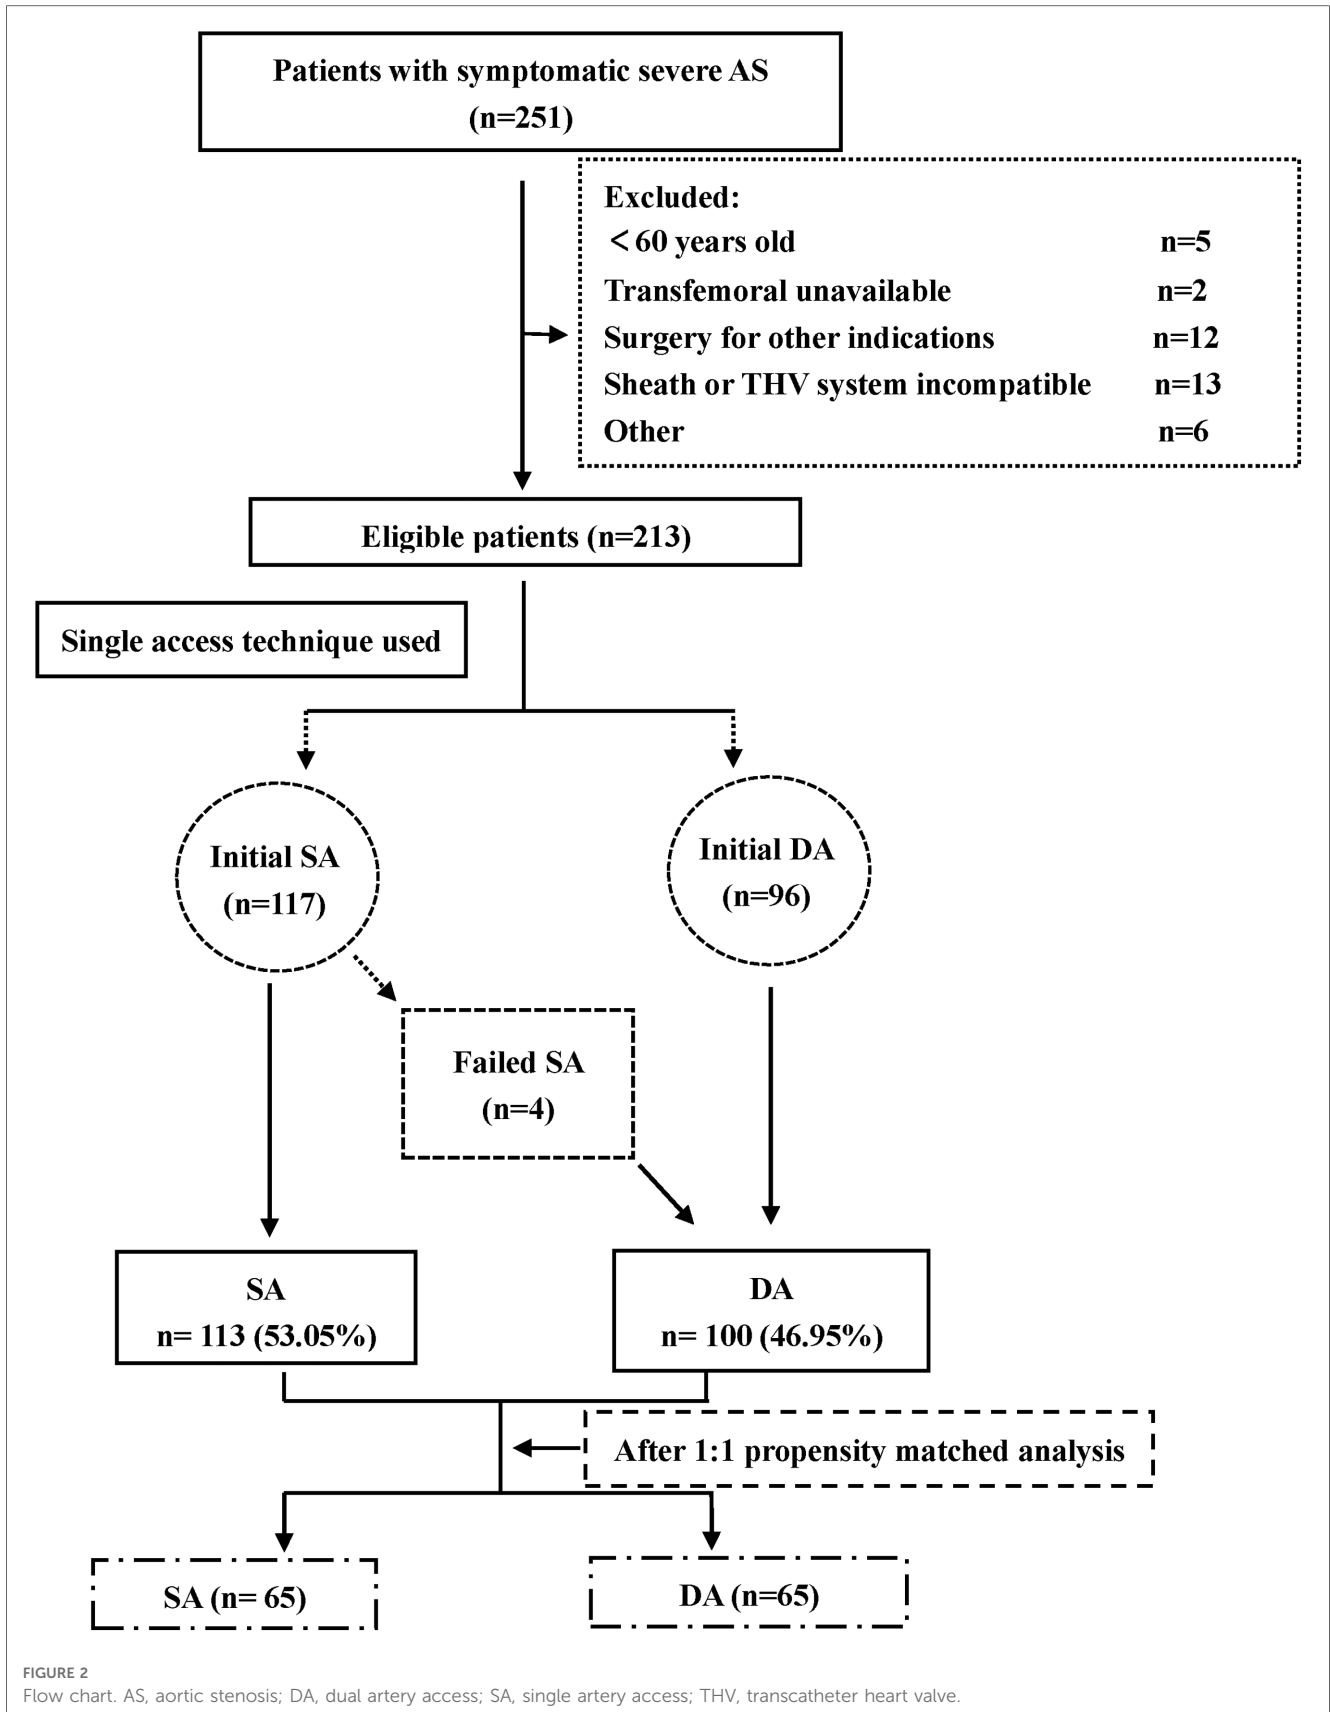 Patients with symptomatic severe AS
(n=251)
Excluded:
＜60 years old n=5
Transfemoral unavailable n=2
Surgery for other indications n=12
Sheath or THV system incompatible n=13
Other n=6
Eligible patients (n=213)
Single access technique used
Initial SA
(n=117)
Initial DA
(n=96)
Failed SA
(n=4)
SA
n= 113 (53.05%)
DA
n= 100 (46.95%)
After 1:1 propensity matched analysis
SA (n= 65)
DA (n=65)
FIGURE 2
Flow chart. AS, aortic stenosis; DA, dual artery access; SA, single artery access; THV, transcatheter heart valve.